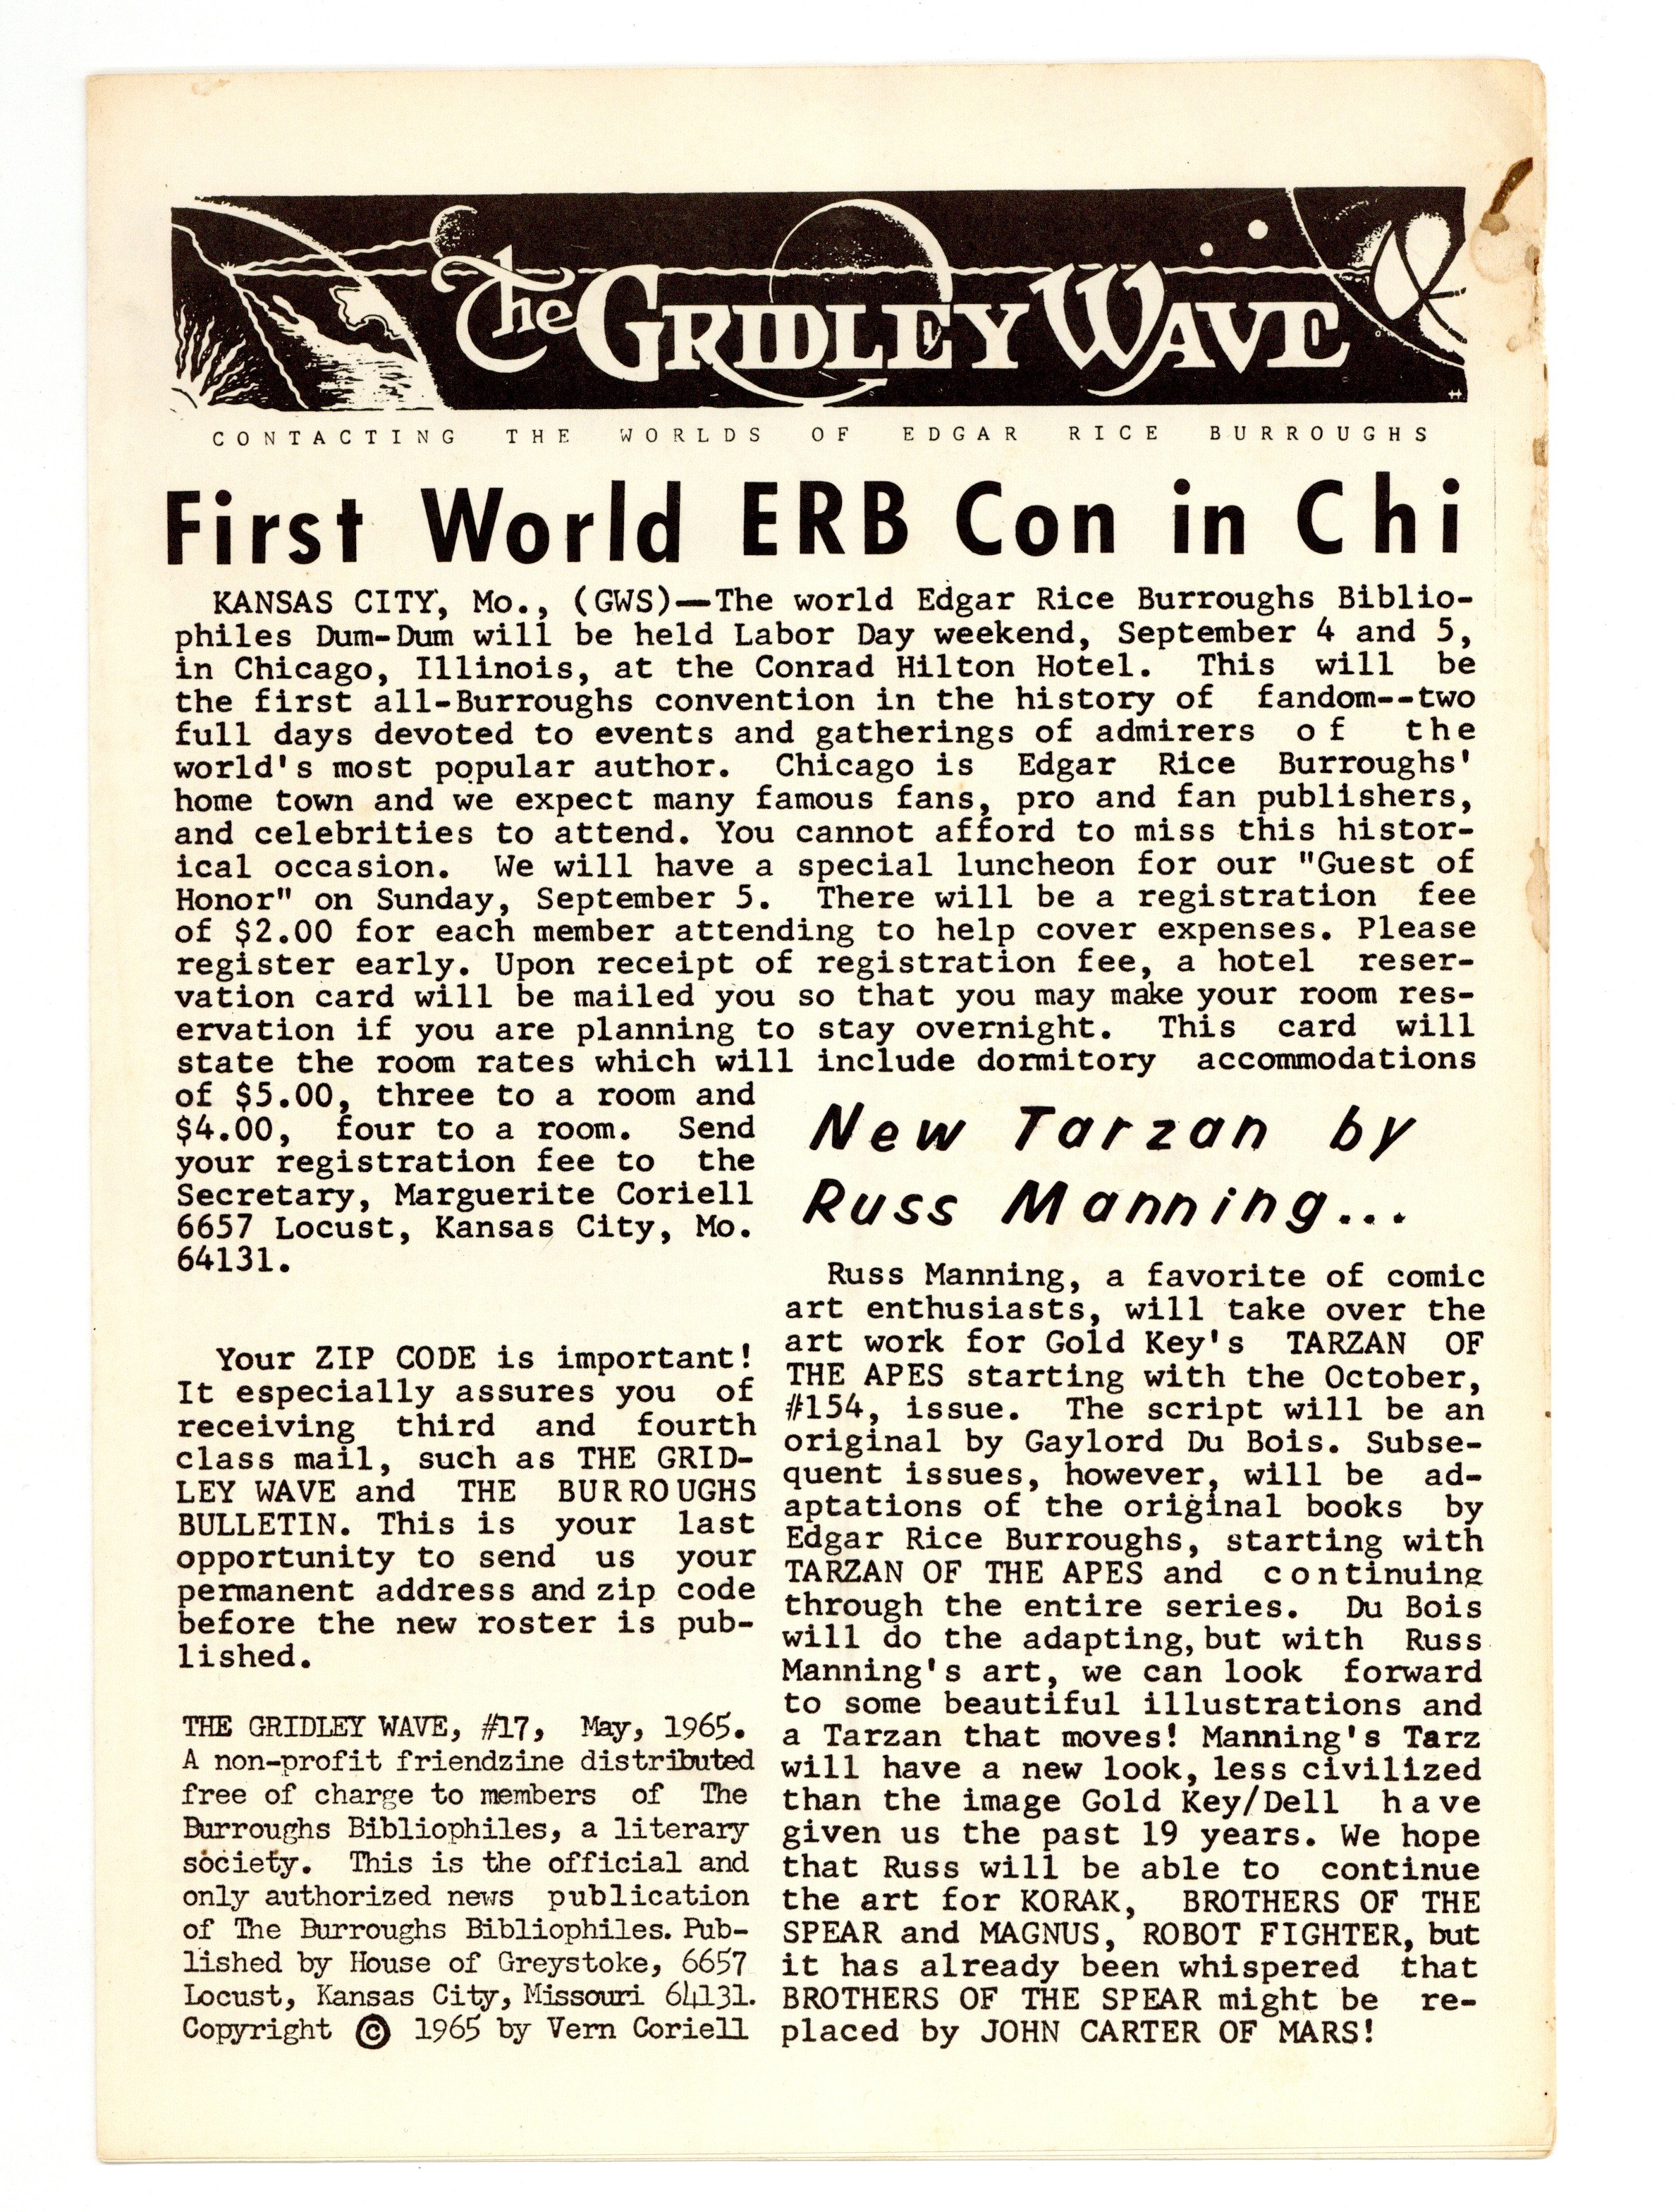 The GRIDLEY WAVE
CONTACTING THE WORLDS OF EDGAR RICE BURROUGHS
First World ERB Con in Chi
KANSAS CITY, Mo., (GWS)—The world Edgar Rice Burroughs Biblio-
philes Dum-Dum will be held Labor Day weekend, September 4 and 5,
in Chicago, Illinois, at the Conrad Hilton Hotel. This will be
the first all-Burroughs convention in the history of fandom--two
full days devoted to events and gatherings of admirers of the
world's most popular author. Chicago is Edgar Rice Burroughs'
home town and we expect many famous fans, pro and fan publishers,
and celebrities to attend. You cannot afford to miss this histor-
ical occasion. We will have a special luncheon for our "Guest of
Honor" on Sunday, September 5. There will be a registration fee
of $2.00 for each member attending to help cover expenses. Please
register early. Upon receipt of registration fee, a hotel reser-
vation card will be mailed you so that you may make your room res-
ervation if you are planning to stay overnight. This card will
state the room rates which will include dormitory accommodations
of $5.00, three to a room and
$4.00, four to a room. Send
your registration fee to the
Secretary, Marguerite Coriell
6657 Locust, Kansas City, Mo.
64131.
Your ZIP CODE is important!
It especially assures you of
receiving third and fourth
class mail, such as THE GRID-
LEY WAVE and THE BURROUGHS
BULLETIN. This is your last
opportunity to send us your
permanent address and zip code
before the new roster is pub-
lished.
THE GRIDLEY WAVE, #17, May, 1965.
A non-profit friendzine distributed
free of charge to members of The
Burroughs Bibliophiles, a literary
society. This is the official and
only authorized news publication
of The Burroughs Bibliophiles. Pub-
lished by House of Greystoke, 6657
Locust, Kansas City, Missouri 64131.
Copyright © 1965 by Vern Coriell
New Tarzan by
Russ Manning...
Russ Manning, a favorite of comic
art enthusiasts, will take over the
art work for Gold Key's TARZAN OF
THE APES starting with the October,
#154, issue. The script will be an
original by Gaylord Du Bois. Subse-
quent issues, however, will be ad-
aptations of the original books by
Edgar Rice Burroughs, starting with
TARZAN OF THE APES and continuing
through the entire series. Du Bois
will do the adapting, but with Russ
Manning's art, we can look forward
to some beautiful illustrations and
a Tarzan that moves! Manning's Tarz
will have a new look, less civilized
than the image Gold Key/Dell have
given us the past 19 years. We hope
that Russ will be able to continue
the art for KORAK, BROTHERS OF THE
SPEAR and MAGNUS, ROBOT FIGHTER, but
it has already been whispered that
BROTHERS OF THE SPEAR might be re-
placed by JOHN CARTER OF MARS!